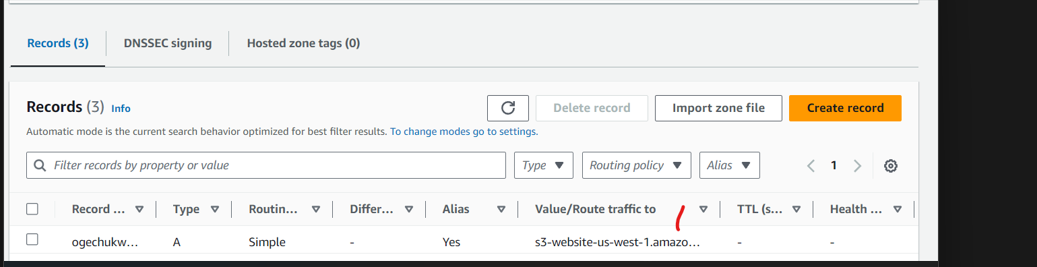 Records (3) DNSSEC signing Hosted zone tags (0)
Records (3) Info
Delete record Import zone file Create record
Automatic mode is the current search behavior optimized for best filter results. To change modes go to settings.
Filter records by property or value Type Routing policy Alias 1
Record ... Type Routin... Differ... Alias Value/Route traffic to TTL (s... Health ...
ogechukw... A Simple - Yes s3-website-us-west-1.amazo... - -